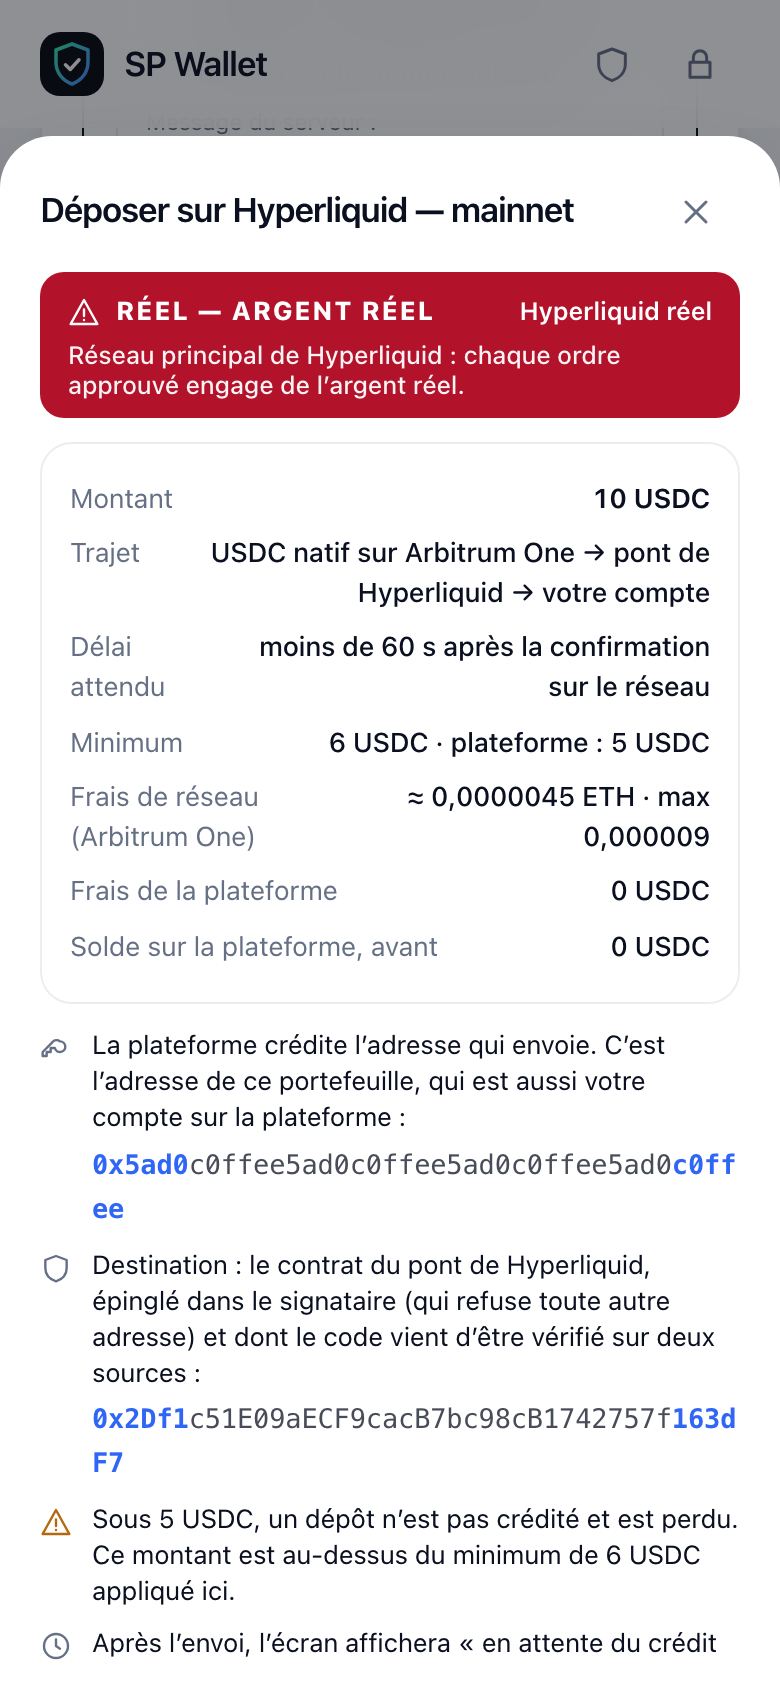 SP Wallet
Message du serveur :
Déposer sur Hyperliquid — mainnet
RÉEL — ARGENT RÉEL
Hyperliquid réel
Réseau principal de Hyperliquid : chaque ordre
approuvé engage de l’argent réel.
Montant
10 USDC
Trajet
USDC natif sur Arbitrum One → pont de
Hyperliquid → votre compte
Délai
attendu
moins de 60 s après la confirmation
sur le réseau
Minimum
6 USDC · plateforme : 5 USDC
Frais de réseau
(Arbitrum One)
≈ 0,0000045 ETH · max
0,000009
Frais de la plateforme
0 USDC
Solde sur la plateforme, avant
0 USDC
La plateforme crédite l’adresse qui envoie. C’est
l’adresse de ce portefeuille, qui est aussi votre
compte sur la plateforme :
0x5ad0c0ffee5ad0c0ffee5ad0c0ffee5ad0c0ff
ee
Destination : le contrat du pont de Hyperliquid,
épinglé dans le signataire (qui refuse toute autre
adresse) et dont le code vient d’être vérifié sur deux
sources :
0x2Df1c51E09aECF9cacB7bc98cB1742757f163d
F7
Sous 5 USDC, un dépôt n’est pas crédité et est perdu.
Ce montant est au-dessus du minimum de 6 USDC
appliqué ici.
Après l’envoi, l’écran affichera « en attente du crédit